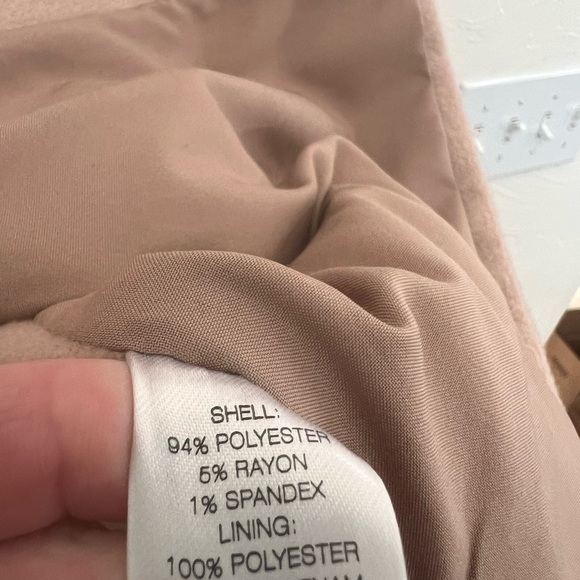 SHELL:
94% POLYESTER
5% RAYON
1% SPANDEX
LINING:
100% POLYESTER